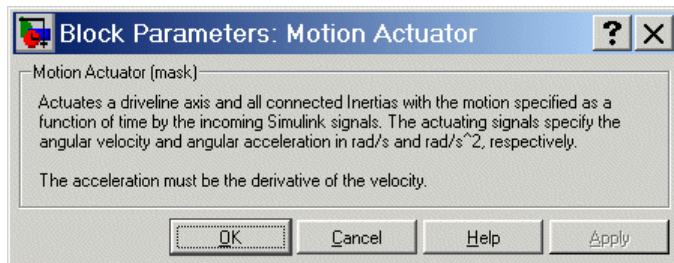 Block Parameters: Motion Actuator
Motion Actuator (mask)
Actuates a driveline axis and all connected Inertias with the motion specified as a
function of time by the incoming Simulink signals. The actuating signals specify the
angular velocity and angular acceleration in rad/s and rad/s^2, respectively.
The acceleration must be the derivative of the velocity.
OK Cancel Help Apply